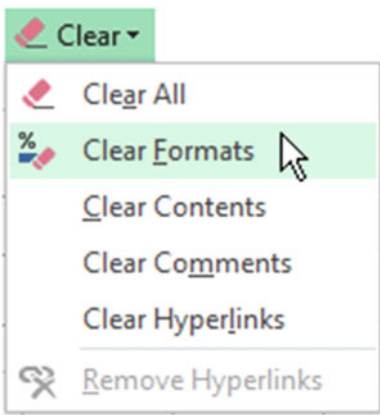 Clear
Clear All
Clear Formats
Clear Contents
Clear Comments
Clear Hyperlinks
Remove Hyperlinks